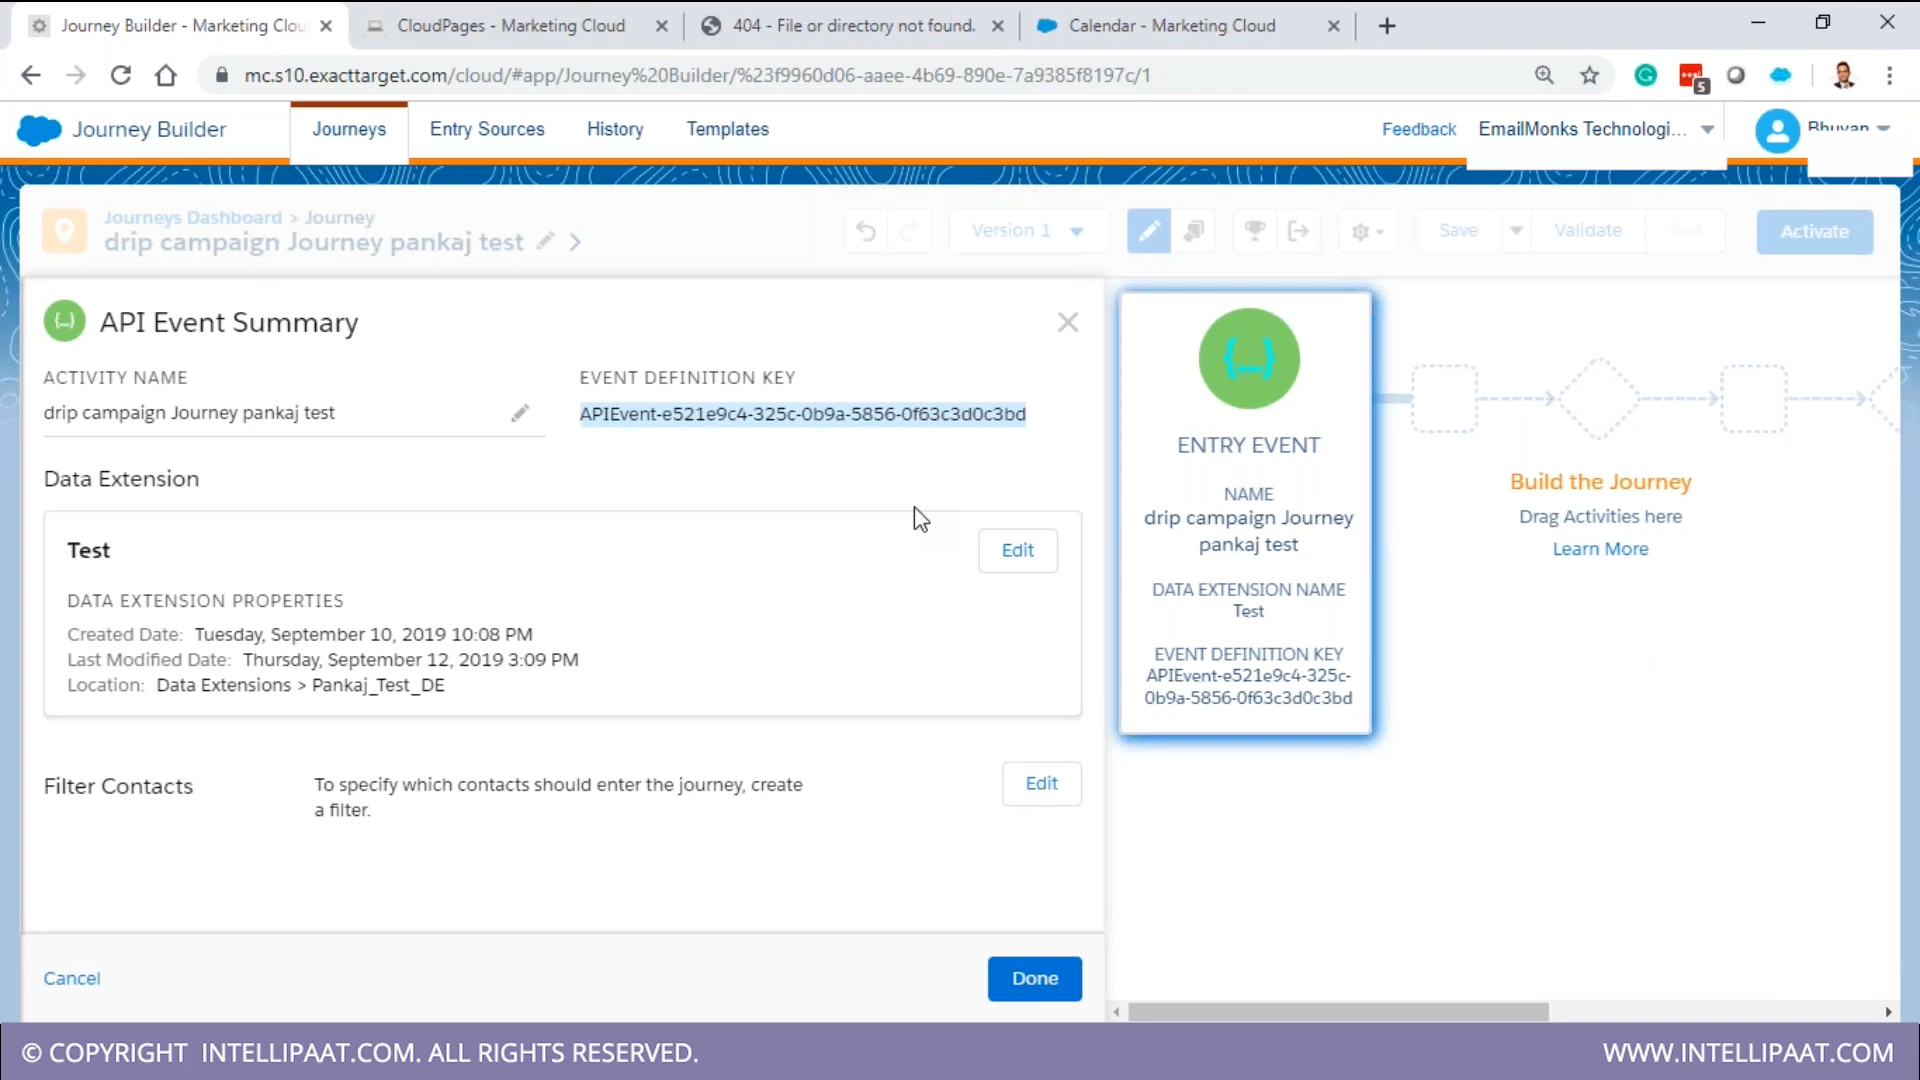 Journey Builder - Marketing Clou
CloudPages - Marketing Cloud
404 - File or directory not found.
Calendar - Marketing Cloud
mc.s10.exacttarget.com/cloud/#app/Journey%20Builder/%23f9960d06-aaee-4b69-890e-7a9385f8197c/1
5
Journey Builder
Journeys
Entry Sources
History
Templates
Feedback
EmailMonks Technologi...
Bhuvan
Journeys Dashboard > Journey
drip campaign Journey pankaj test
Version 1
Save
Validate
Test
Activate
{...} API Event Summary
ACTIVITY NAME
drip campaign Journey pankaj test
EVENT DEFINITION KEY
APIEvent-e521e9c4-325c-0b9a-5856-0f63c3d0c3bd
Data Extension
Test
Edit
DATA EXTENSION PROPERTIES
Created Date: Tuesday, September 10, 2019 10:08 PM
Last Modified Date: Thursday, September 12, 2019 3:09 PM
Location: Data Extensions > Pankaj_Test_DE
Filter Contacts
To specify which contacts should enter the journey, create
a filter.
Edit
Cancel
Done
{...}
ENTRY EVENT
NAME
drip campaign Journey
pankaj test
DATA EXTENSION NAME
Test
EVENT DEFINITION KEY
APIEvent-e521e9c4-325c-
0b9a-5856-0f63c3d0c3bd
Build the Journey
Drag Activities here
Learn More
© COPYRIGHT INTELLIPAAT.COM. ALL RIGHTS RESERVED.
WWW.INTELLIPAAT.COM